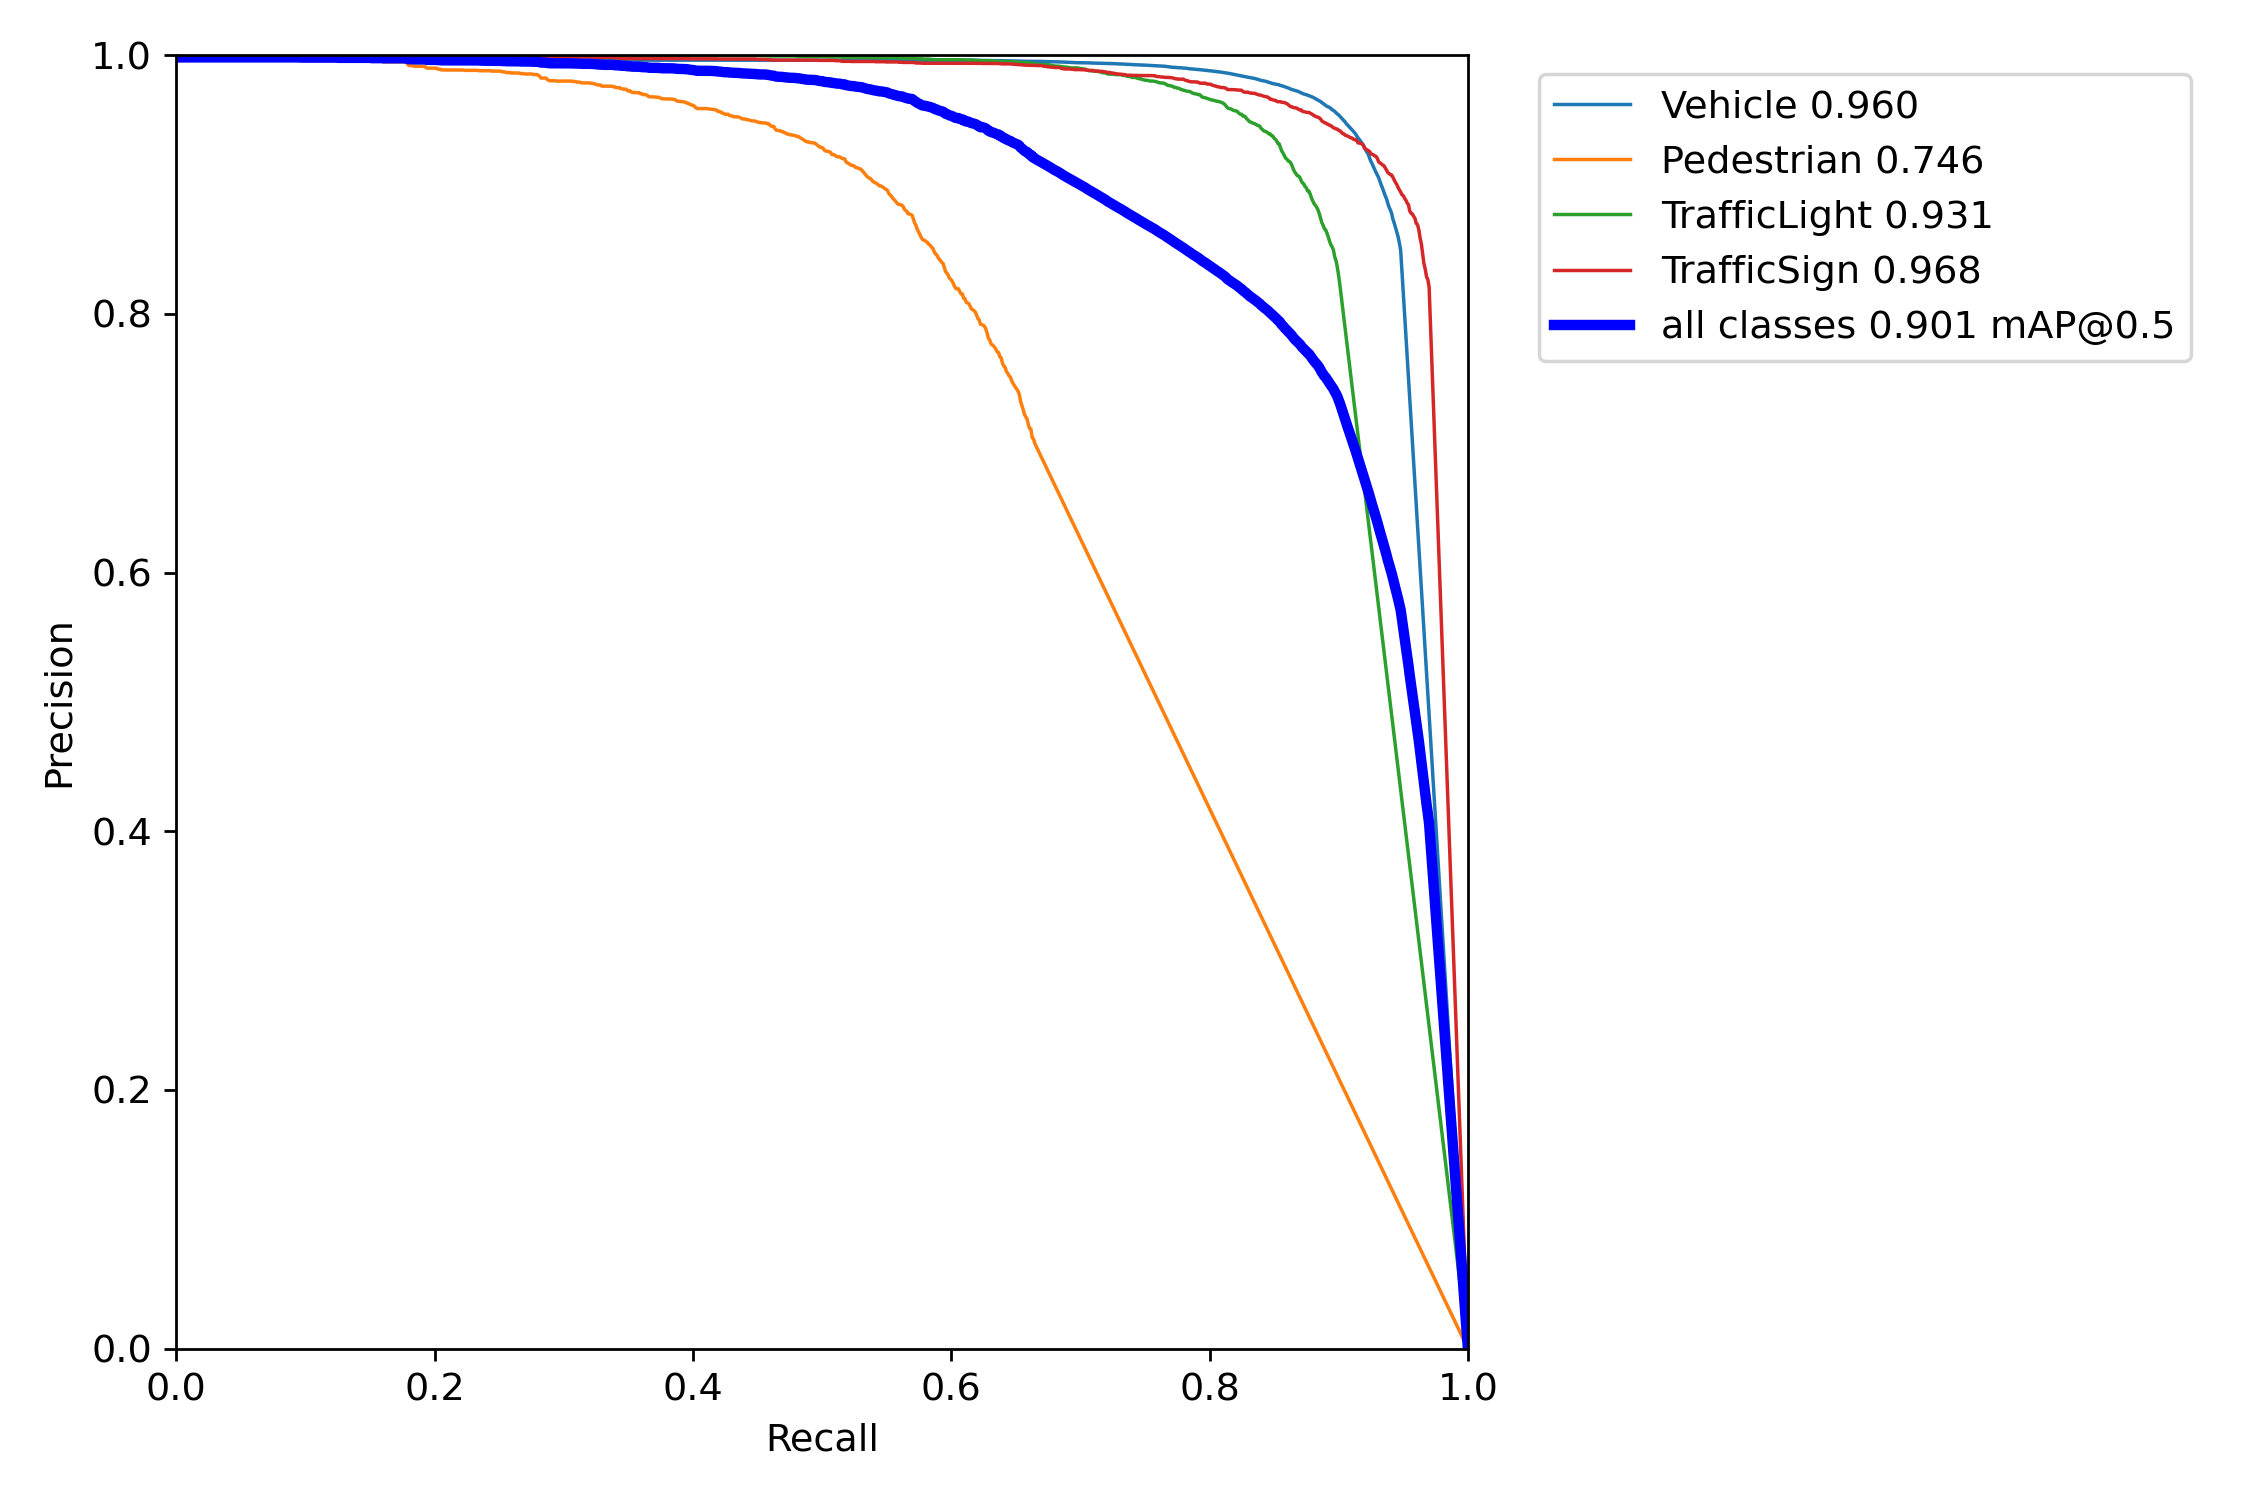 1.0
0.8
0.6
0.4
0.2
0.0
0.0 0.2 0.4 0.6 0.8 1.0
Precision
Recall
Vehicle 0.960
Pedestrian 0.746
TrafficLight 0.931
TrafficSign 0.968
all classes 0.901 mAP@0.5